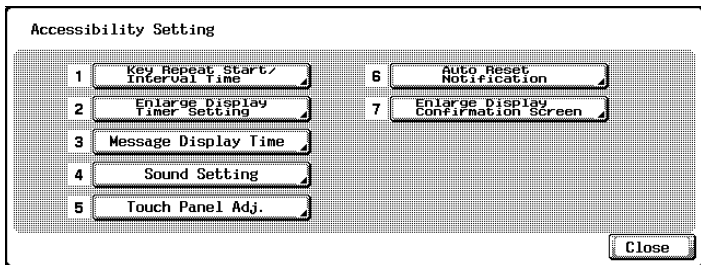 Accessibility Setting
1 Key Repeat Start/
Interval Time
2 Enlarge Display
Timer Setting
3 Message Display Time
4 Sound Setting
5 Touch Panel Adj.
6 Auto Reset
Notification
7 Enlarge Display
Confirmation Screen
Close